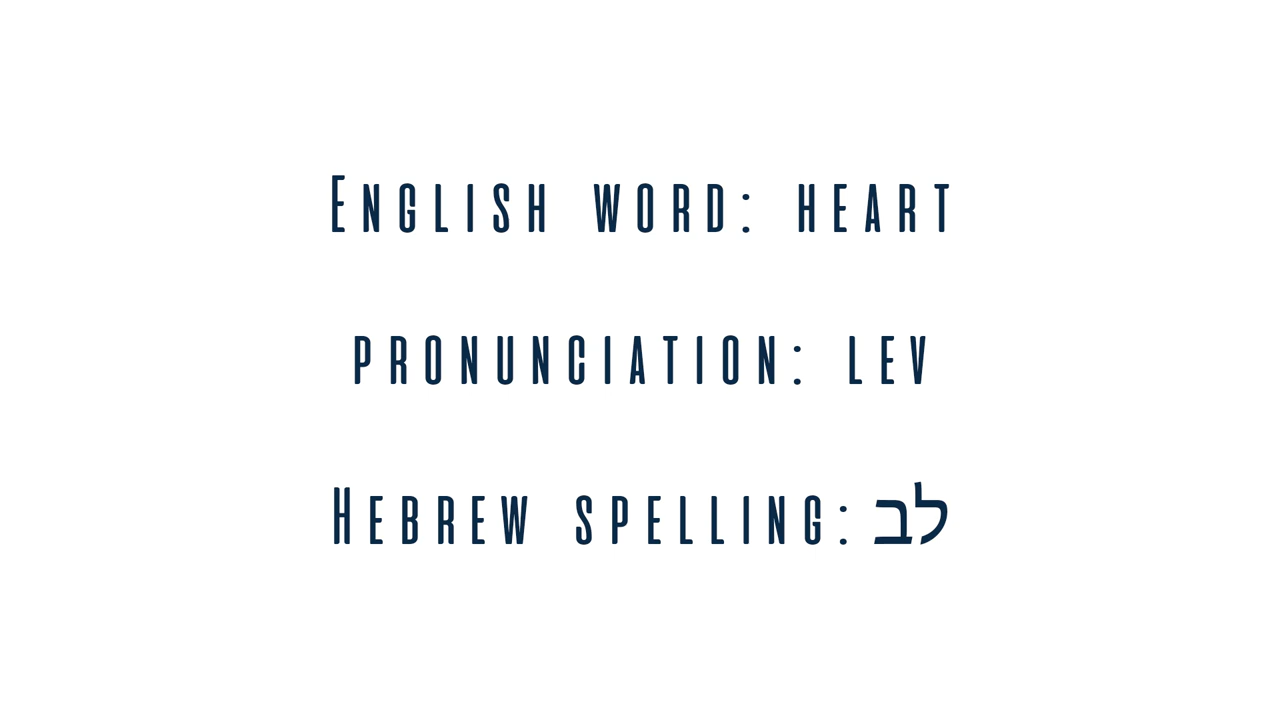 English word: heart
pronunciation: lev
Hebrew spelling: לב